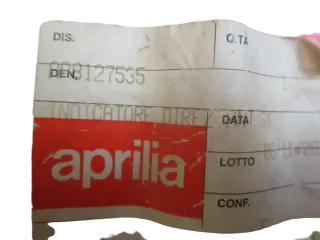 DIS. Q.TA
AP8127535
DEN.
INDICATORE DIRE
DATA
aprilia
LOTTO
CONF.